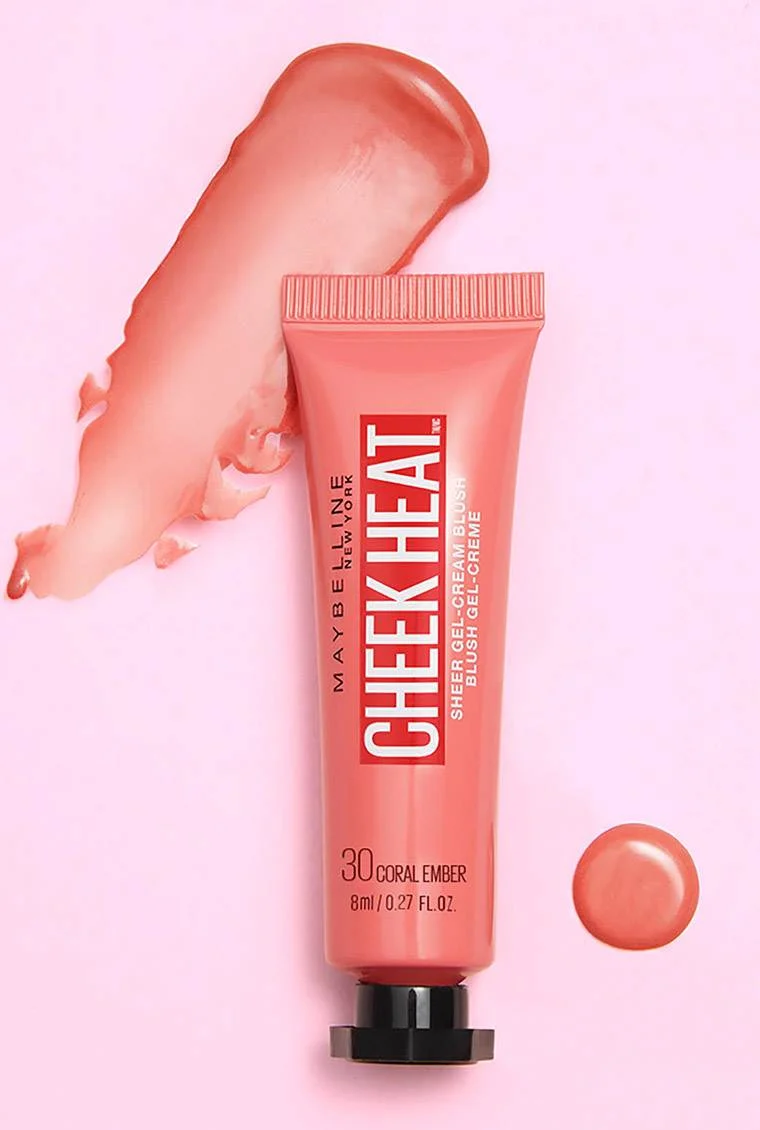 MAYBELLINE
NEW YORK
CHEEK HEAT
SHEER GEL-CREAM BLUSH
BLUSH GEL-CREME
30 CORAL EMBER
8ml / 0.27 FL.OZ.